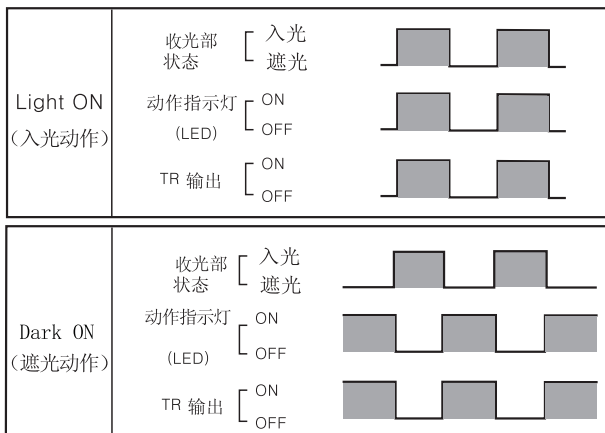 Light ON
(入光动作)
收光部
状态
入光
遮光
动作指示灯
(LED)
ON
OFF
TR 输出
ON
OFF
Dark ON
(遮光动作)
收光部
状态
入光
遮光
动作指示灯
(LED)
ON
OFF
TR 输出
ON
OFF